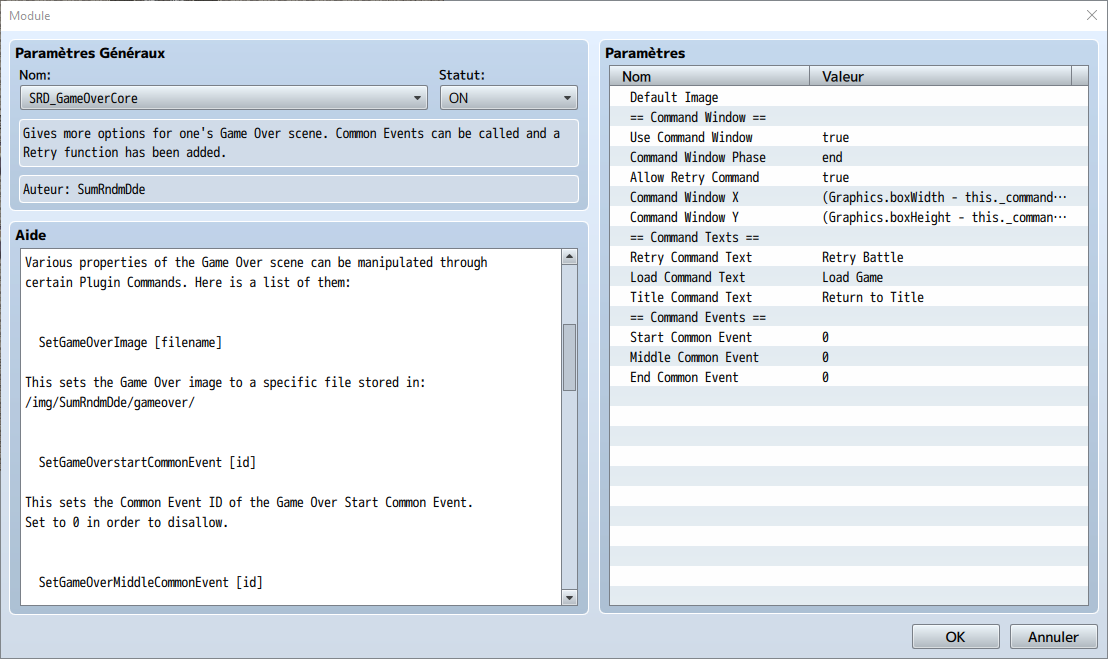 Module
Paramètres Généraux
Nom:
Statut:
SRD_GameOverCore
ON
Gives more options for one's Game Over scene. Common Events can be called and a
Retry function has been added.
Auteur: SumRndmDde
Aide
Various properties of the Game Over scene can be manipulated through
certain Plugin Commands. Here is a list of them:
SetGameOverImage [filename]
This sets the Game Over image to a specific file stored in:
/img/SumRndmDde/gameover/
SetGameOverstartCommonEvent [id]
This sets the Common Event ID of the Game Over Start Common Event.
Set to 0 in order to disallow.
SetGameOverMiddleCommonEvent [id]
Paramètres
Nom Valeur
Default Image
== Command Window ==
Use Command Window true
Command Window Phase end
Allow Retry Command true
Command Window X (Graphics.boxWidth - this._command···
Command Window Y (Graphics.boxHeight - this._comman···
== Command Texts ==
Retry Command Text Retry Battle
Load Command Text Load Game
Title Command Text Return to Title
== Command Events ==
Start Common Event 0
Middle Common Event 0
End Common Event 0
OK
Annuler